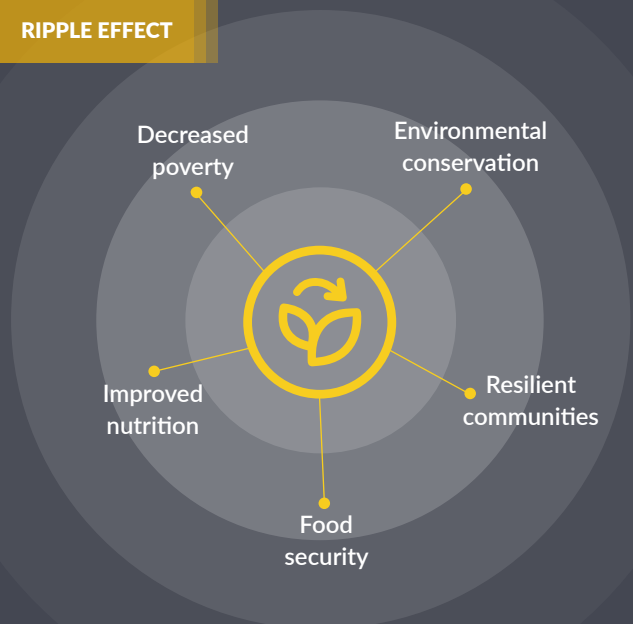 RIPPLE EFFECT
Decreased
poverty
Environmental
conservation
Improved
nutrition
Resilient
communities
Food
security